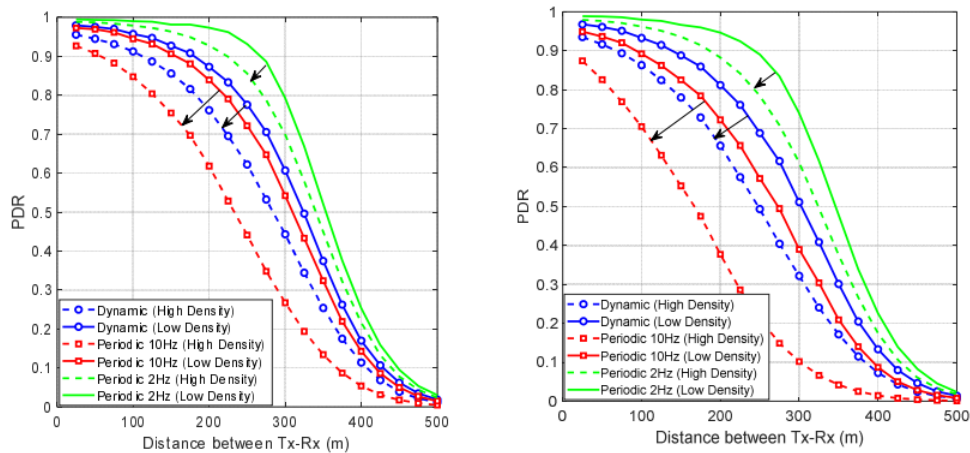 1
0.9
0.8
0.7
0.6
0.5
0.4
0.3
0.2
0.1
0
PDR
Dynamic (High Density)
Dynamic (Low Density)
Periodic 10Hz (High Density)
Periodic 10Hz (Low Density)
Periodic 2Hz (High Density)
Periodic 2Hz (Low Density)
0 100 200 300 400 500
Distance between Tx-Rx (m)
1
0.9
0.8
0.7
0.6
0.5
0.4
0.3
0.2
0.1
0
PDR
Dynamic (High Density)
Dynamic (Low Density)
Periodic 10Hz (High Density)
Periodic 10Hz (Low Density)
Periodic 2Hz (High Density)
Periodic 2Hz (Low Density)
0 100 200 300 400 500
Distance between Tx-Rx (m)